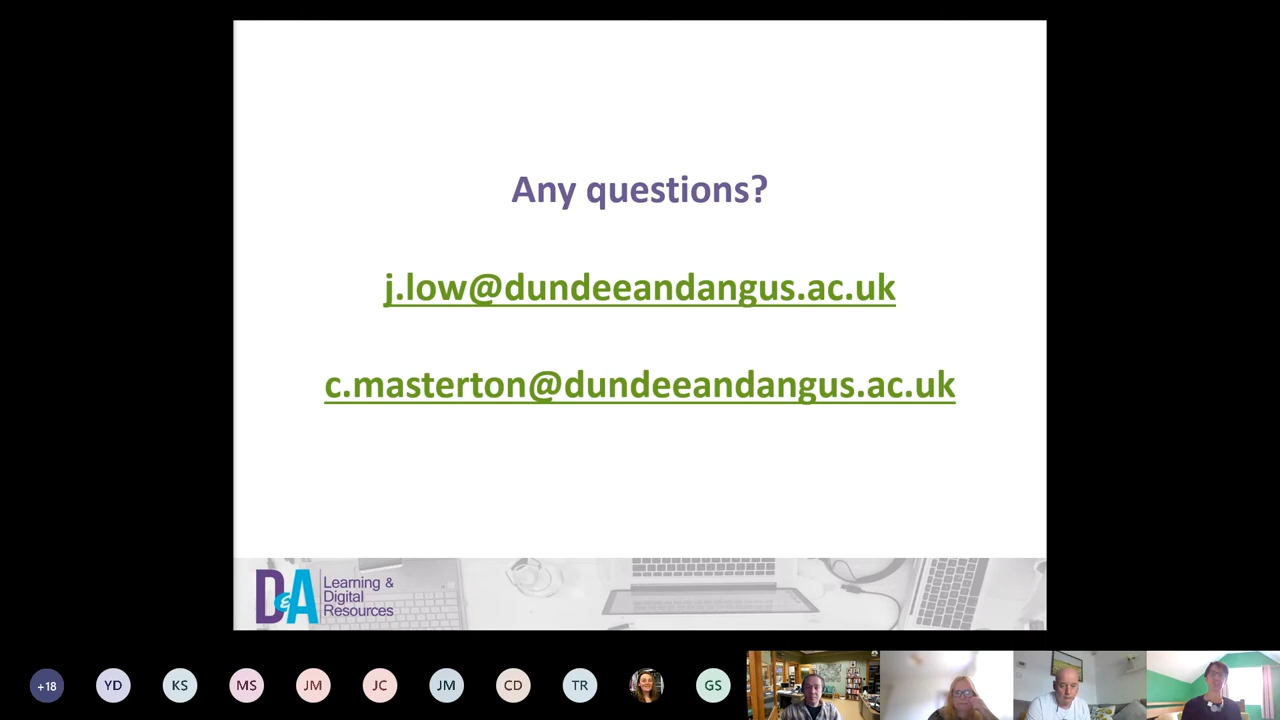 Any questions?
j.low@dundeeandangus.ac.uk
c.masterton@dundeeandangus.ac.uk
D&A
Learning &
Digital
Resources
+18
YD
KS
MS
JM
JC
JM
CD
TR
GS